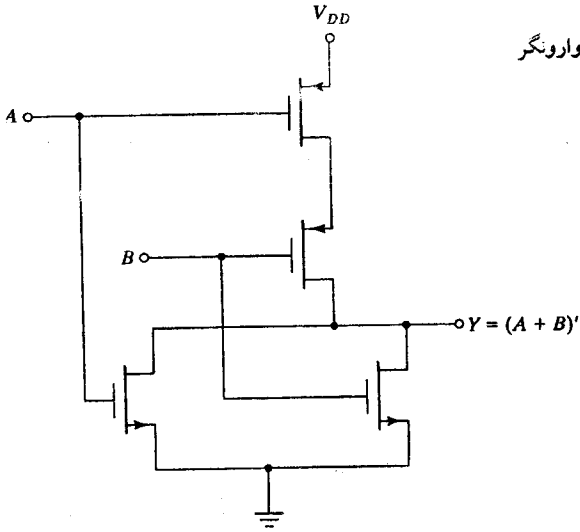 V_DD
وارونگر
A
B
Y = (A + B)'